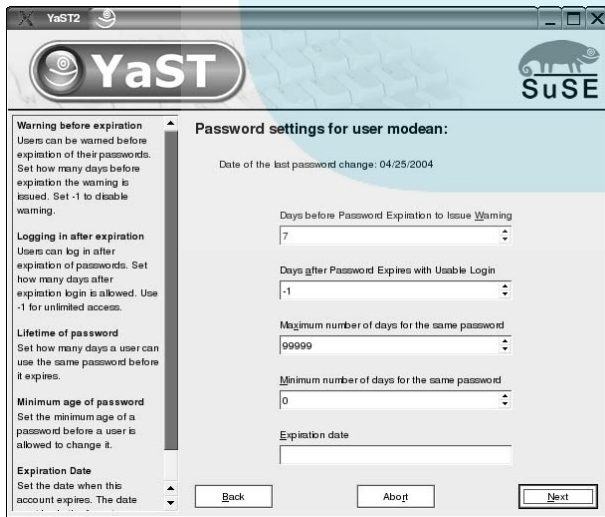 YaST2
YaST
SuSE
Warning before expiration
Users can be warned before
expiration of their passwords.
Set how many days before
expiration the warning is
issued. Set -1 to disable
warning.
Logging in after expiration
Users can log in after
expiration of passwords. Set
how many days after
expiration login is allowed. Use
-1 for unlimited access.
Lifetime of password
Set how many days a user can
use the same password before
it expires.
Minimum age of password
Set the minimum age of a
password before a user is
allowed to change it.
Expiration Date
Set the date when this
account expires. The date
Password settings for user modean:
Date of the last password change: 04/25/2004
Days before Password Expiration to Issue Warning
7
Days after Password Expires with Usable Login
-1
Maximum number of days for the same password
99999
Minimum number of days for the same password
0
Expiration date
Back
Abort
Next